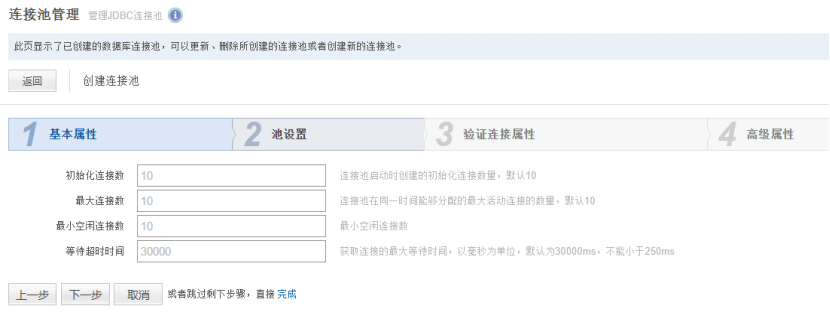 连接池管理 管理JDBC连接池 i
此页显示了已创建的数据库连接池，可以更新、删除所创建的连接池或者创建新的连接池。
返回 创建连接池
1 基本属性 2 池设置 3 验证连接属性 4 高级属性
初始化连接数 10 连接池启动时创建的初始化连接数量，默认10
最大连接数 10 连接池在同一时间能够分配的最大活动连接的数量，默认10
最小空闲连接数 10 最小空闲连接数
等待超时时间 30000 获取连接的最大等待时间，以毫秒为单位，默认为30000ms，不能小于250ms
上一步 下一步 取消 或者跳过剩下步骤，直接 完成